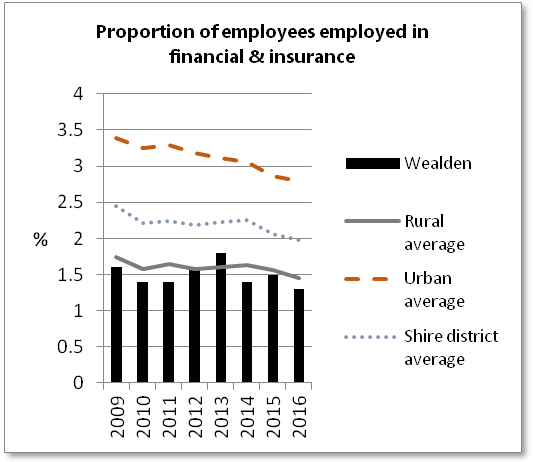 Proportion of employees employed in
financial & insurance
4
3.5
3
2.5
2
1.5
1
0.5
0
%
2009
2010
2011
2012
2013
2014
2015
2016
Wealden
Rural
average
Urban
average
Shire district
average